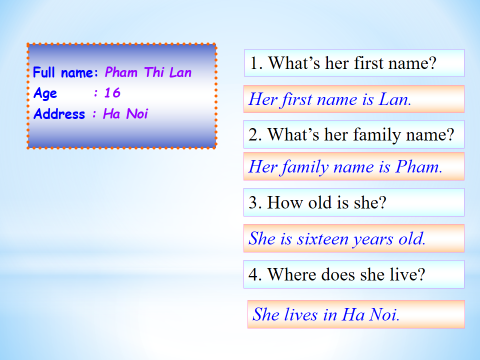 Full name: Pham Thi Lan
Age : 16
Address : Ha Noi
1. What’s her first name?
Her first name is Lan.
2. What’s her family name?
Her family name is Pham.
3. How old is she?
She is sixteen years old.
4. Where does she live?
She lives in Ha Noi.